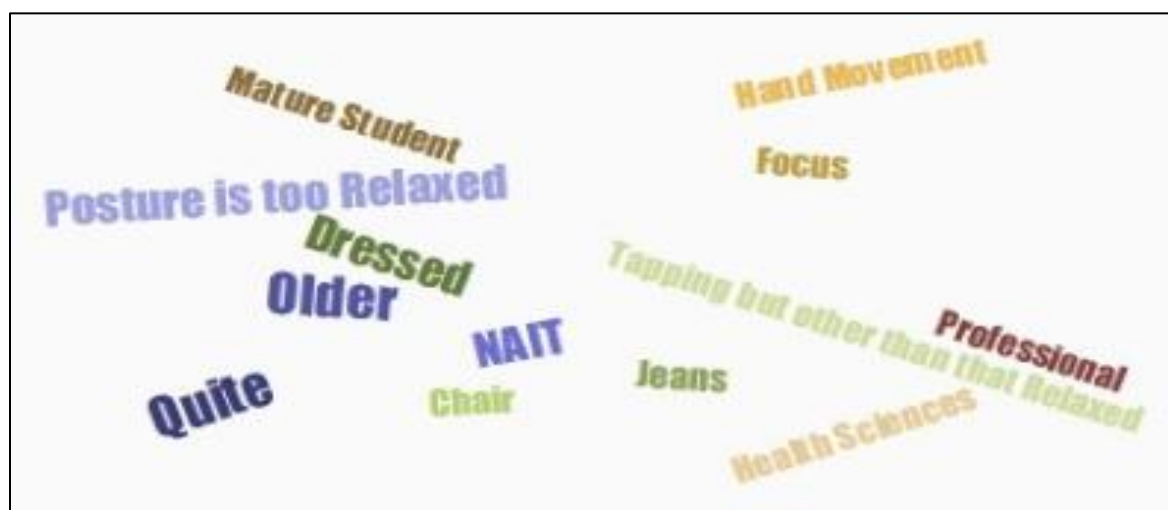 Hand Movement
Mature Student
Focus
Posture is too Relaxed
Dressed
Older
Tapping but other than that Relaxed
Professional
NAIT
Jeans
Quite
Chair
Health Sciences